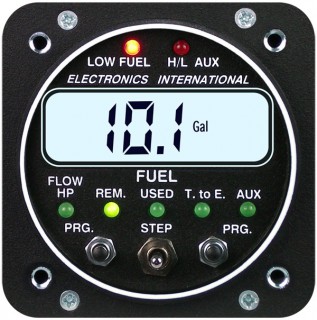 LOW FUEL H/L AUX
ELECTRONICS INTERNATIONAL
10.1 Gal
FUEL
FLOW
HP REM. USED T. to E. AUX
PRG. STEP PRG.